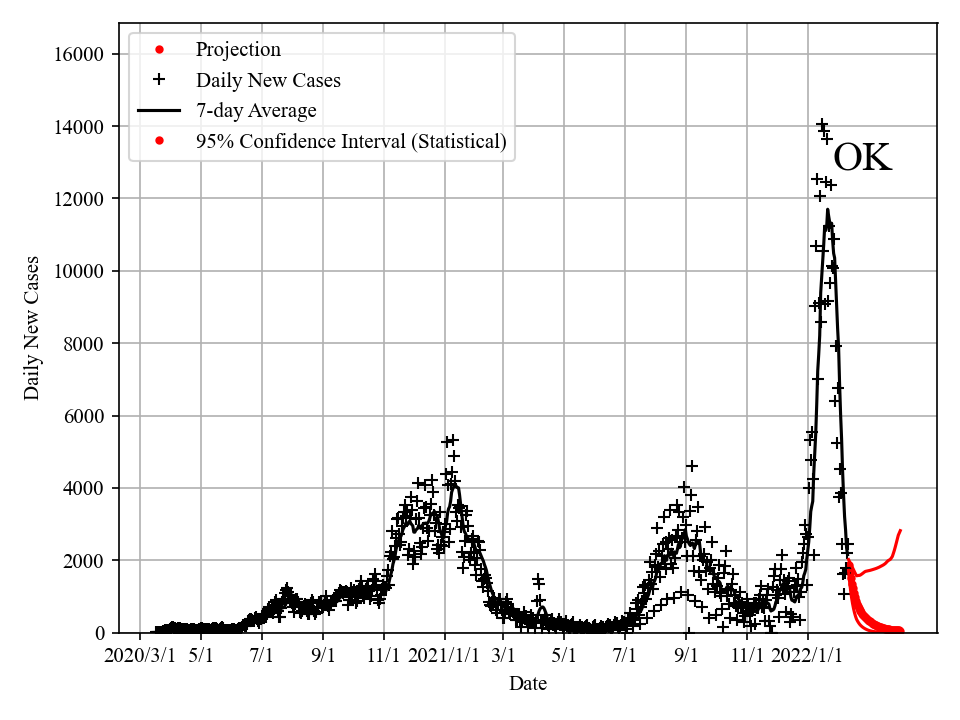 Projection
Daily New Cases
7-day Average
95% Confidence Interval (Statistical)
OK
16000
14000
12000
10000
8000
6000
4000
2000
0
Daily New Cases
2020/3/1 5/1 7/1 9/1 11/1 2021/1/1 3/1 5/1 7/1 9/1 11/1 2022/1/1
Date